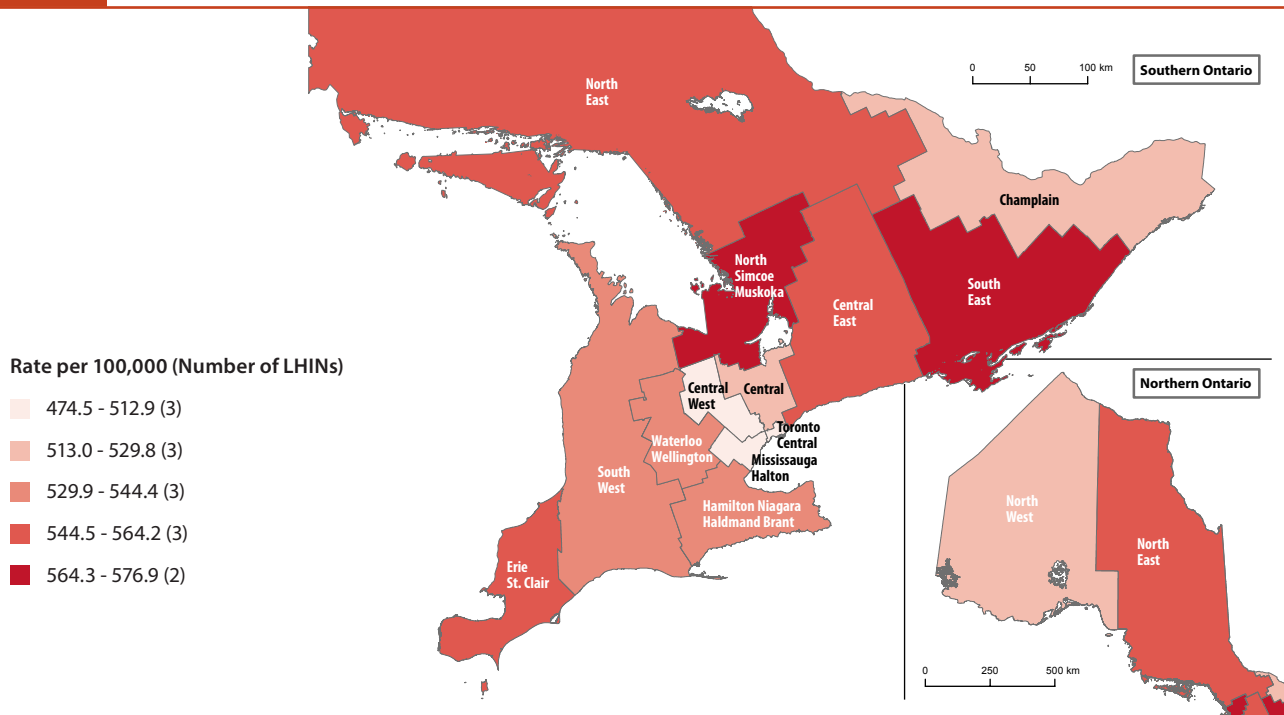 0 50 100 km
Southern Ontario
North
East
Champlain
North
Simcoe
Muskoka
South
East
Central
East
Rate per 100,000 (Number of LHINs)
474.5 - 512.9 (3)
513.0 - 529.8 (3)
529.9 - 544.4 (3)
544.5 - 564.2 (3)
564.3 - 576.9 (2)
Central
West
Central
Toronto
Central
Mississauga
Halton
Waterloo
Wellington
South
West
Hamilton Niagara
Haldmand Brant
Erie
St. Clair
Northern Ontario
North
West
North
East
0 250 500 km